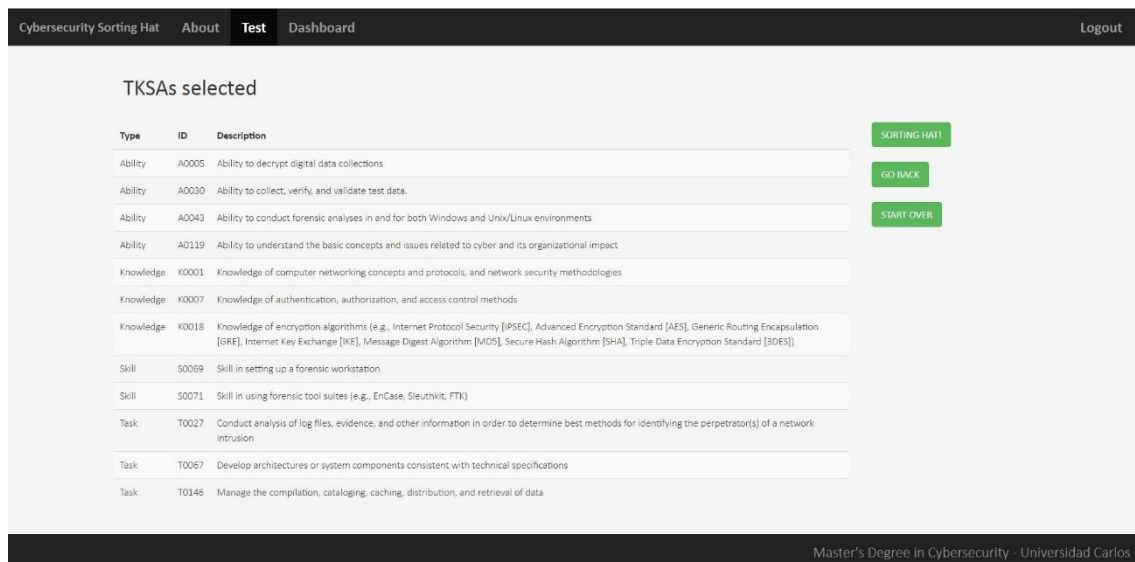 Cybersecurity Sorting Hat About Test Dashboard Logout
TKSAs selected
Type ID Description
SORTING HAT!
Ability A0005 Ability to decrypt digital data collections
GO BACK
Ability A0030 Ability to collect, verify, and validate test data.
Ability A0043 Ability to conduct forensic analyses in and for both Windows and Unix/Linux environments
START OVER
Ability A0119 Ability to understand the basic concepts and issues related to cyber and its organizational impact
Knowledge K0001 Knowledge of computer networking concepts and protocols, and network security methodologies
Knowledge K0007 Knowledge of authentication, authorization, and access control methods
Knowledge K0018 Knowledge of encryption algorithms (e.g., Internet Protocol Security [IPSEC], Advanced Encryption Standard [AES], Generic Routing Encapsulation
[GRE], Internet Key Exchange [IKE], Message Digest Algorithm [MD5], Secure Hash Algorithm [SHA], Triple Data Encryption Standard [3DES])
Skill S0069 Skill in setting up a forensic workstation
Skill S0071 Skill in using forensic tool suites (e.g., EnCase, Sleuthkit, FTK)
Task T0027 Conduct analysis of log files, evidence, and other information in order to determine best methods for identifying the perpetrator(s) of a network
intrusion
Task T0067 Develop architectures or system components consistent with technical specifications
Task T0146 Manage the compilation, cataloging, caching, distribution, and retrieval of data
Master's Degree in Cybersecurity - Universidad Carlos